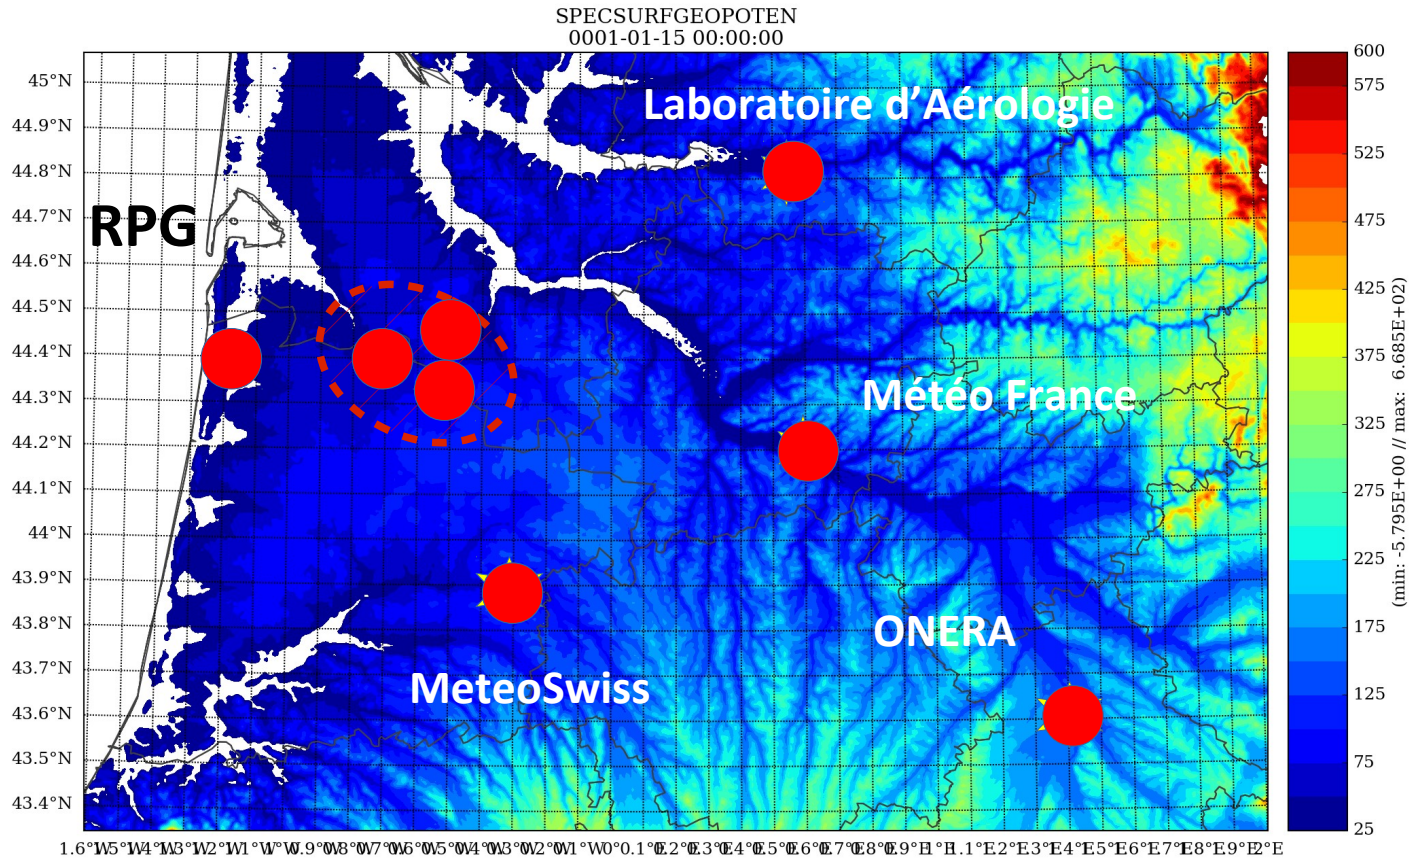 SPECSURFGEOPOTEN
0001-01-15 00:00:00
45°N
44.9°N
44.8°N
44.7°N
44.6°N
44.5°N
44.4°N
44.3°N
44.2°N
44.1°N
44°N
43.9°N
43.8°N
43.7°N
43.6°N
43.5°N
43.4°N
Laboratoire d'Aérologie
RPG
Météo France
ONERA
MeteoSwiss
600
575
525
475
425
375
325
275
225
175
125
75
25
(min: -5.795E+00 // max: 6.685E+02)